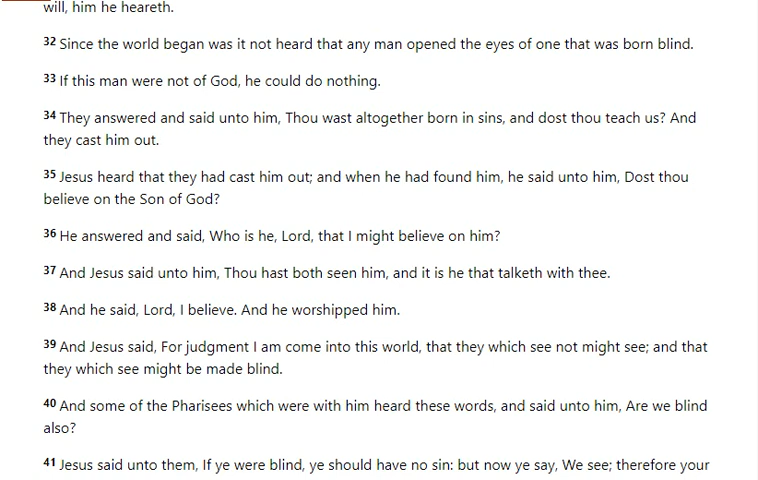 will, him he heareth.
32 Since the world began was it not heard that any man opened the eyes of one that was born blind.
33 If this man were not of God, he could do nothing.
34 They answered and said unto him, Thou wast altogether born in sins, and dost thou teach us? And
they cast him out.
35 Jesus heard that they had cast him out; and when he had found him, he said unto him, Dost thou
believe on the Son of God?
36 He answered and said, Who is he, Lord, that I might believe on him?
37 And Jesus said unto him, Thou hast both seen him, and it is he that talketh with thee.
38 And he said, Lord, I believe. And he worshipped him.
39 And Jesus said, For judgment I am come into this world, that they which see not might see; and that
they which see might be made blind.
40 And some of the Pharisees which were with him heard these words, and said unto him, Are we blind
also?
41 Jesus said unto them, If ye were blind, ye should have no sin: but now ye say, We see; therefore your